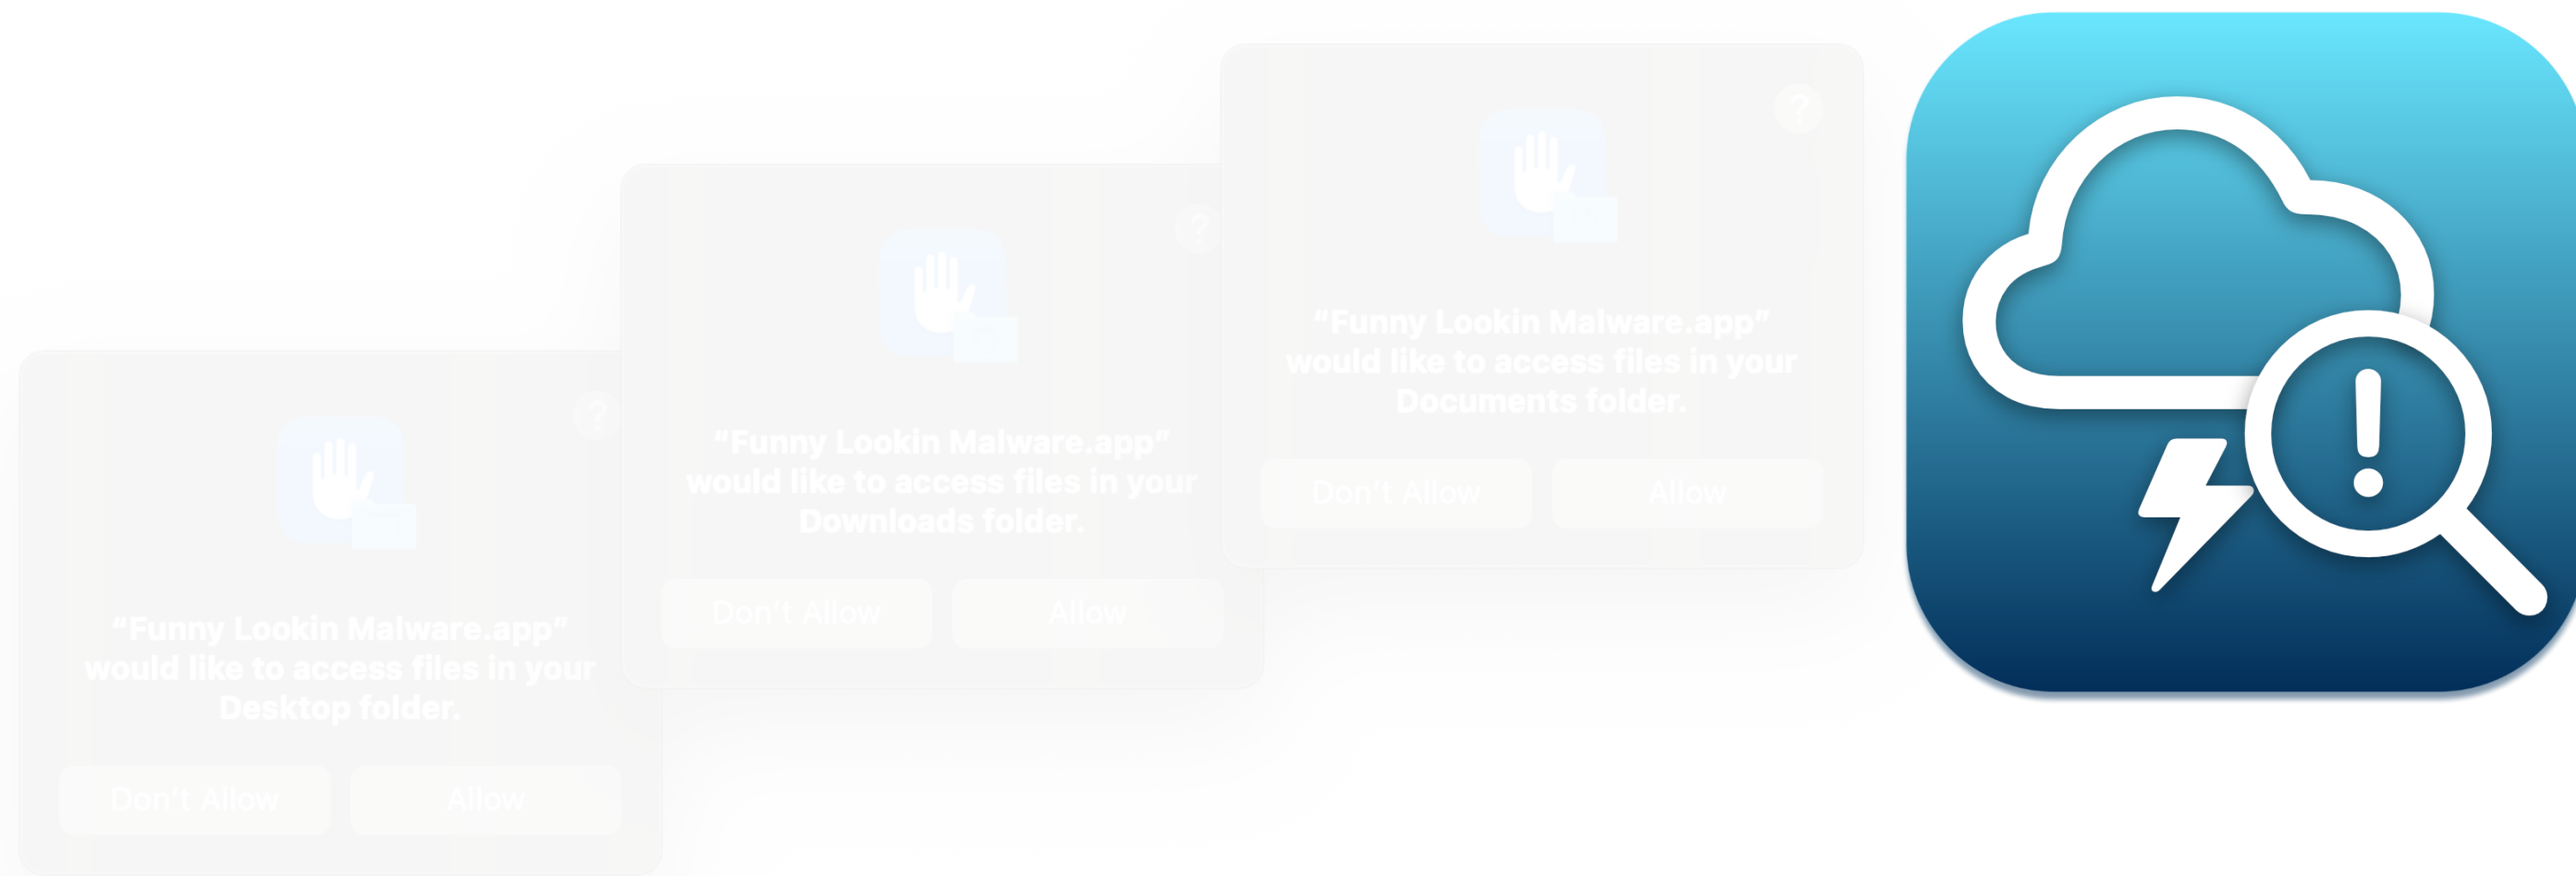 ?
“Funny Lookin Malware.app”
would like to access files in your
Desktop folder.
Don’t Allow
Allow
?
“Funny Lookin Malware.app”
would like to access files in your
Downloads folder.
Don’t Allow
Allow
?
“Funny Lookin Malware.app”
would like to access files in your
Documents folder.
Don’t Allow
Allow
!